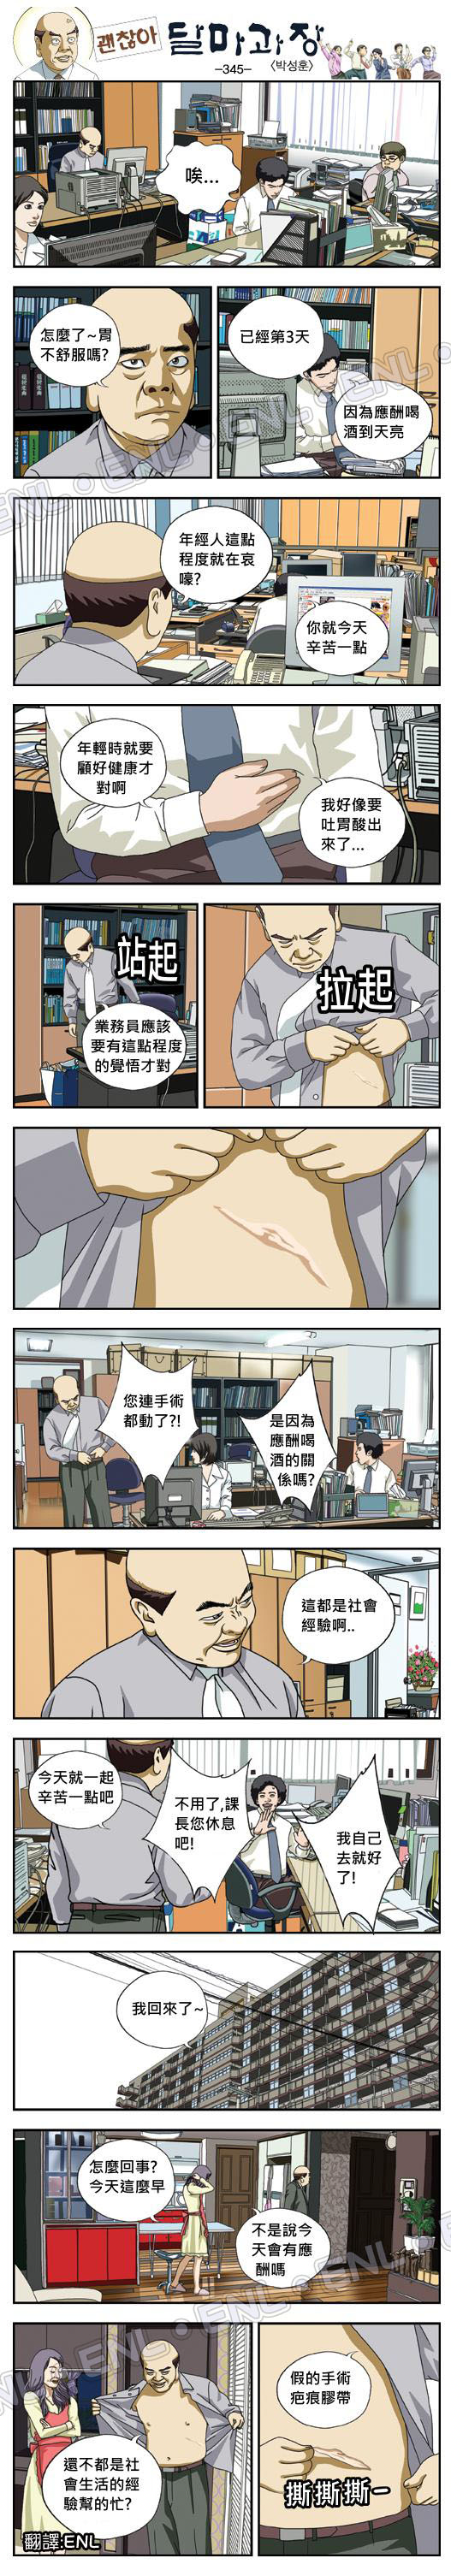 괜찮아
달마과장
-345-
〈박성훈〉
唉...
怎麼了~胃
不舒服嗎?
已經第3天
因為應酬喝
酒到天亮
年經人這點
程度就在哀
嚎?
你就今天
辛苦一點
年輕時就要
顧好健康才
對啊
我好像要
吐胃酸出
來了...
站起
業務員應該
要有這點程度
的覺悟才對
拉起
您連手術
都動了?!
是因為
應酬喝
酒的關
係嗎?
這都是社會
經驗啊..
今天就一起
辛苦一點吧
不用了,課
長您休息
吧!
我自己
去就好
了!
我回來了~
怎麼回事?
今天這麼早
不是說今
天會有應
酬嗎
還不都是社
會生活的經
驗幫的忙?
翻譯:ENL
假的手術
疤痕膠帶
撕撕撕-
ENL·ENL·ENL·ENL
ENL·ENL·ENL·ENL